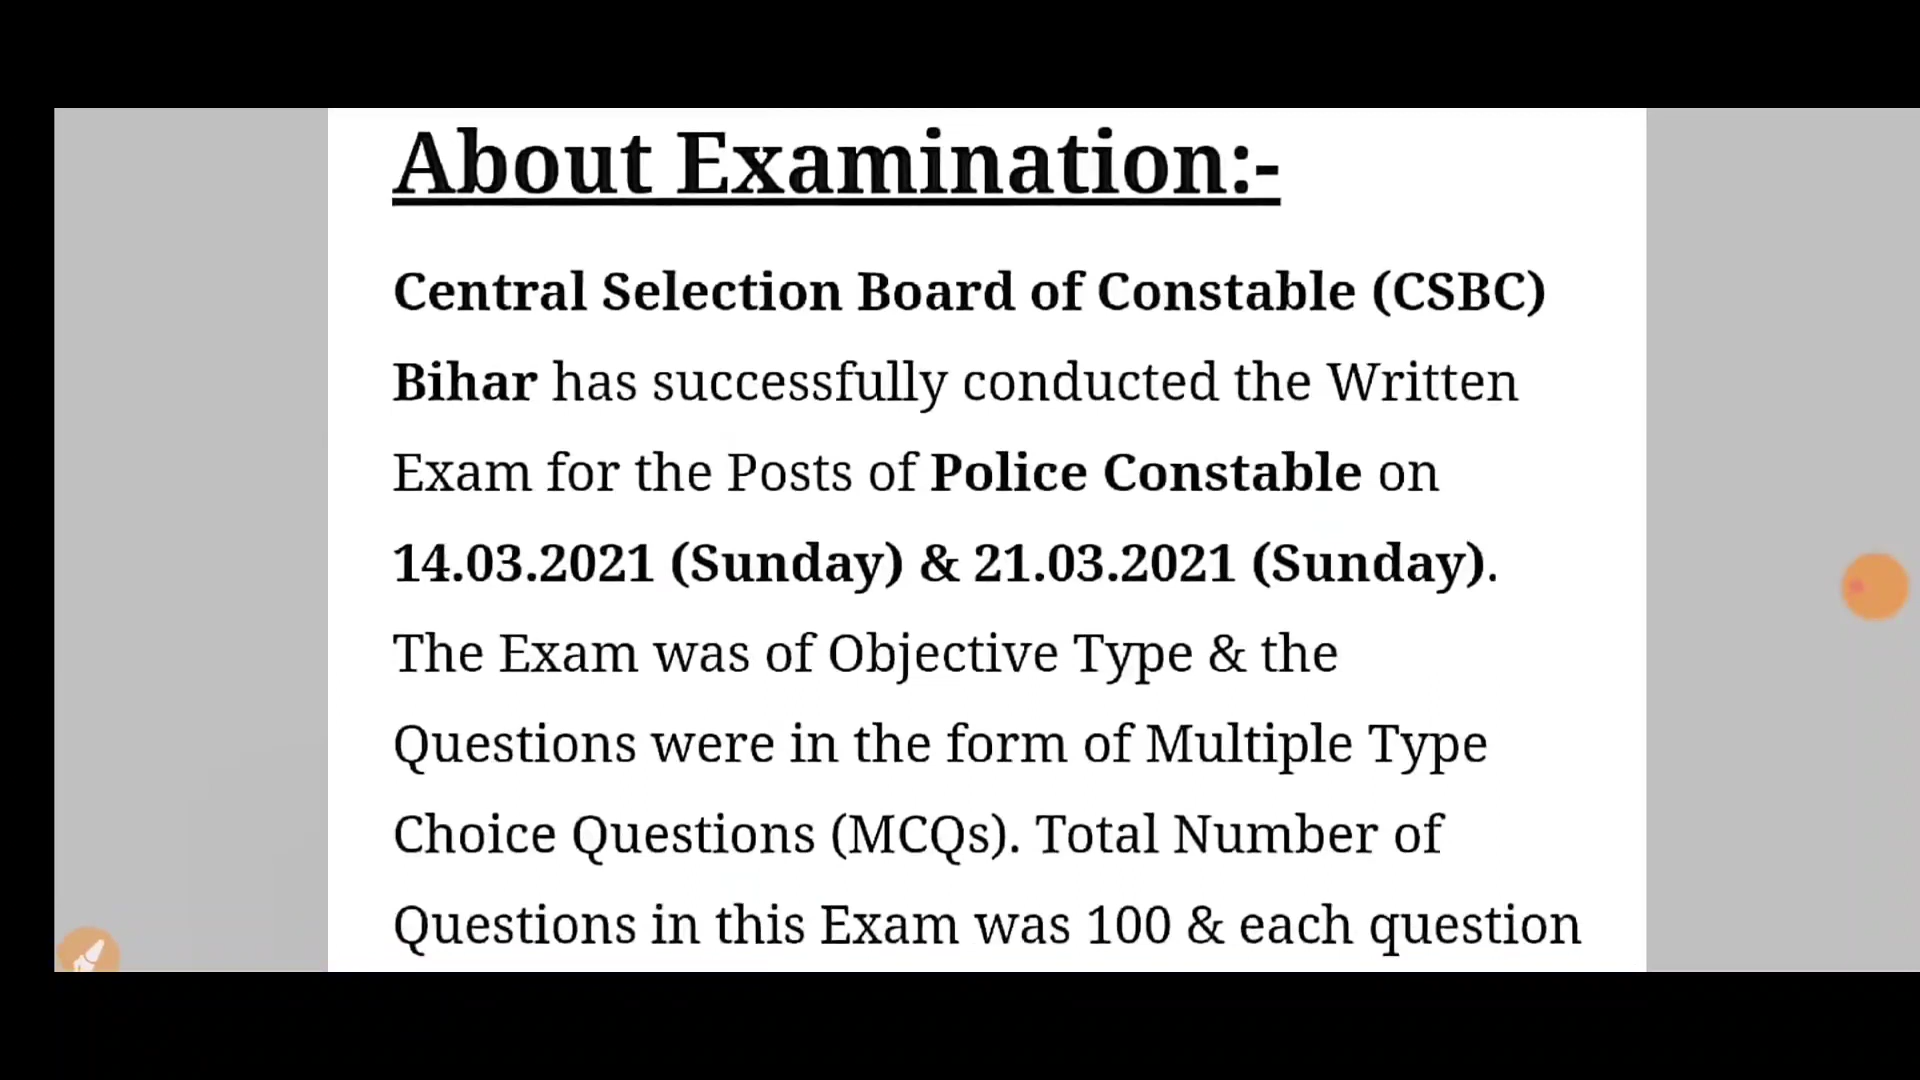 About Examination:-
Central Selection Board of Constable (CSBC)
Bihar has successfully conducted the Written
Exam for the Posts of Police Constable on
14.03.2021 (Sunday) & 21.03.2021 (Sunday).
The Exam was of Objective Type & the
Questions were in the form of Multiple Type
Choice Questions (MCQs). Total Number of
Questions in this Exam was 100 & each question